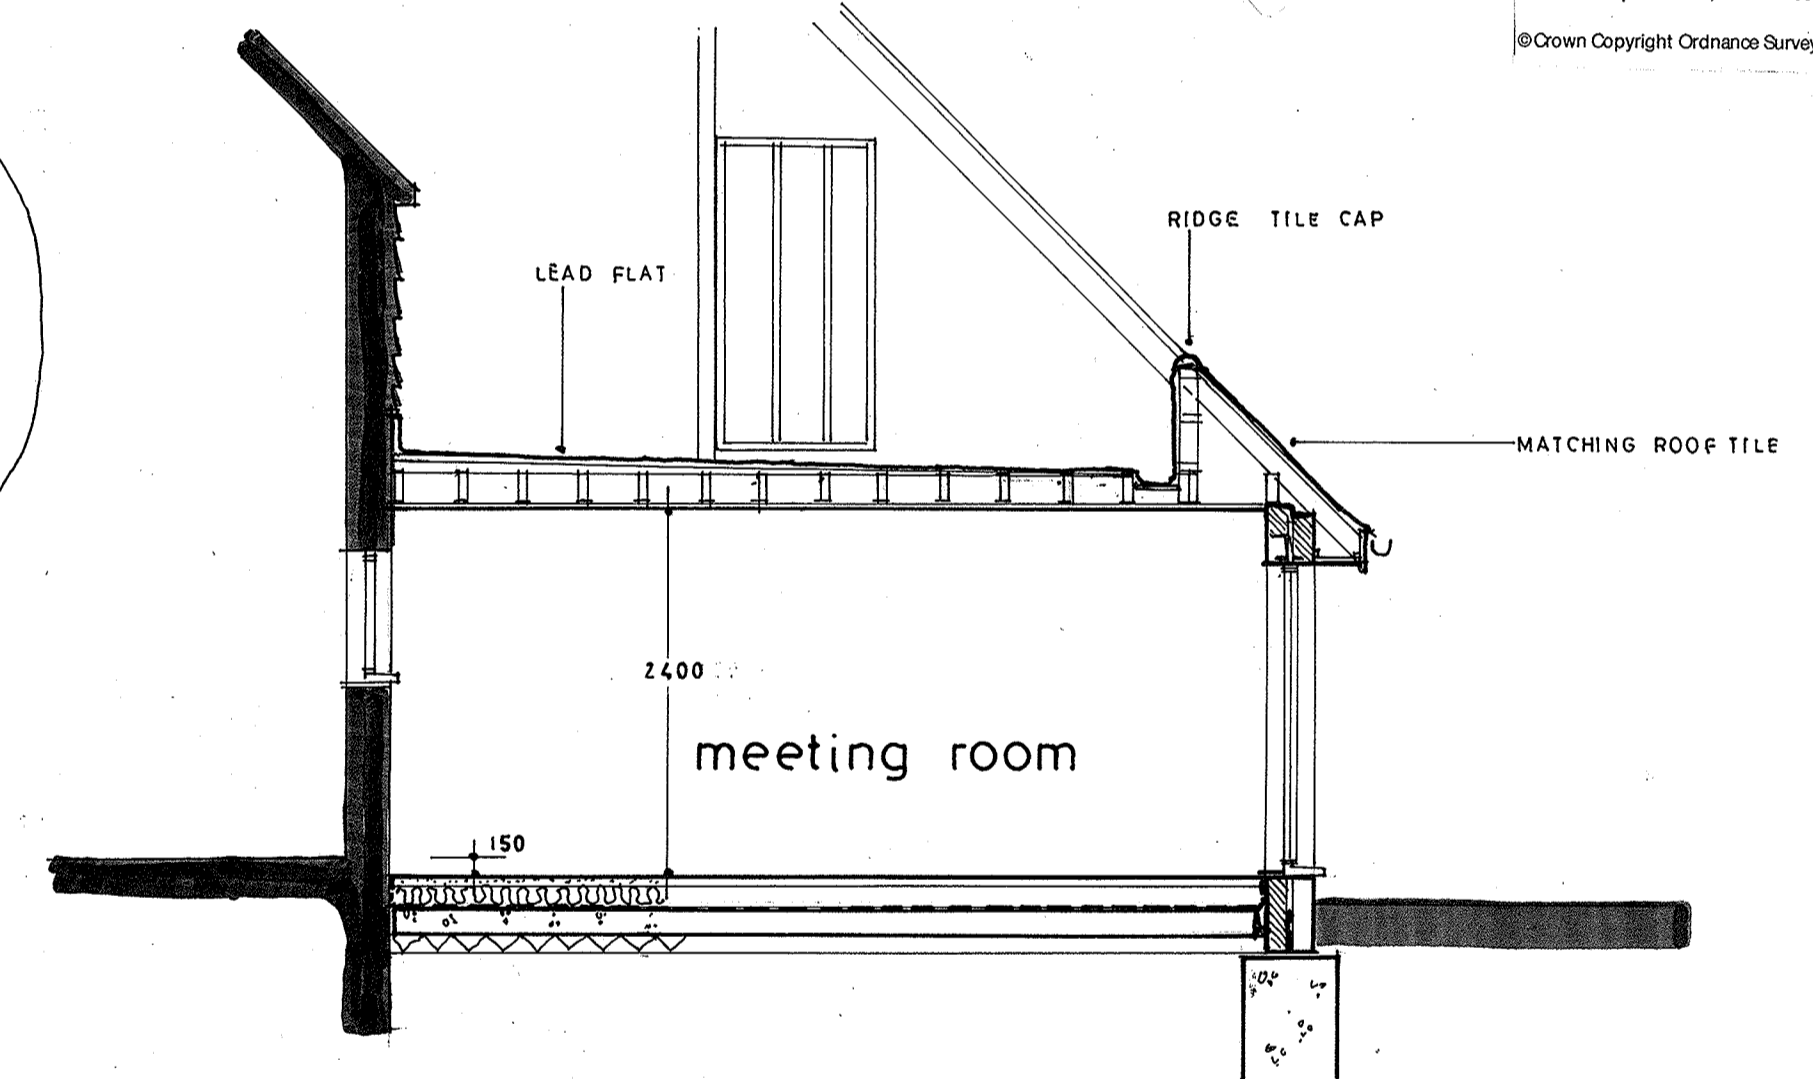 ©Crown Copyright Ordnance Survey
RIDGE TILE CAP
LEAD FLAT
MATCHING ROOF TILE
2400
meeting room
150